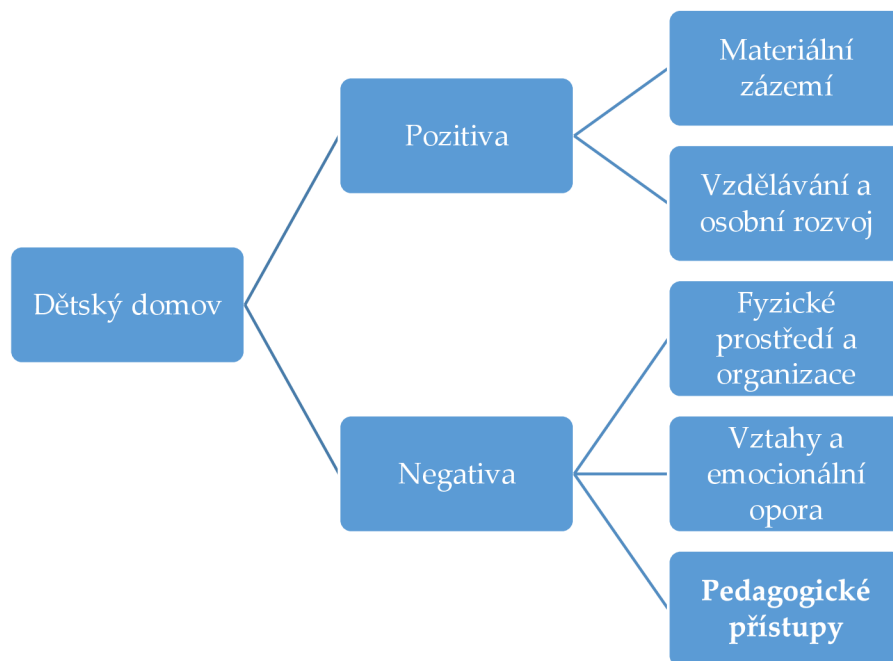 Dětský domov
Pozitiva
Materiální
zázemí
Vzdělávání a
osobní rozvoj
Negativa
Fyzické
prostředí a
organizace
Vztahy a
emocionální
opora
Pedagogické
přístupy